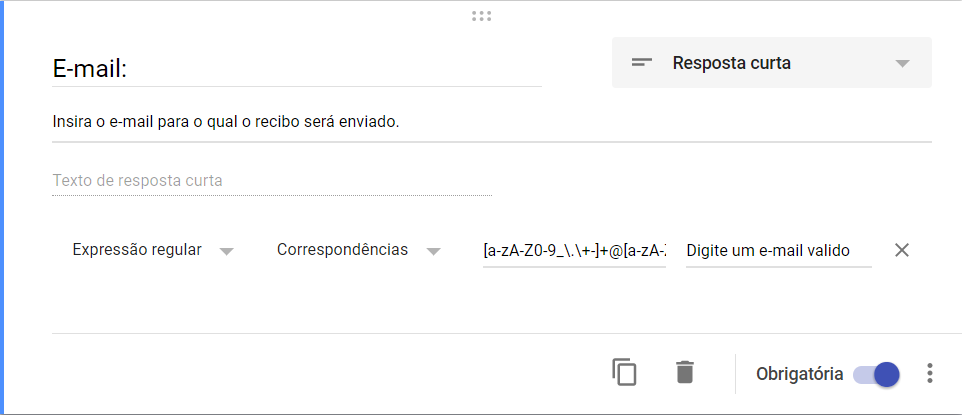 E-mail:
Resposta curta
Insira o e-mail para o qual o recibo será enviado.
Texto de resposta curta
Expressão regular Correspondências [a-zA-Z0-9_\.\+-]+@[a-zA- Digite um e-mail valido
Obrigatória